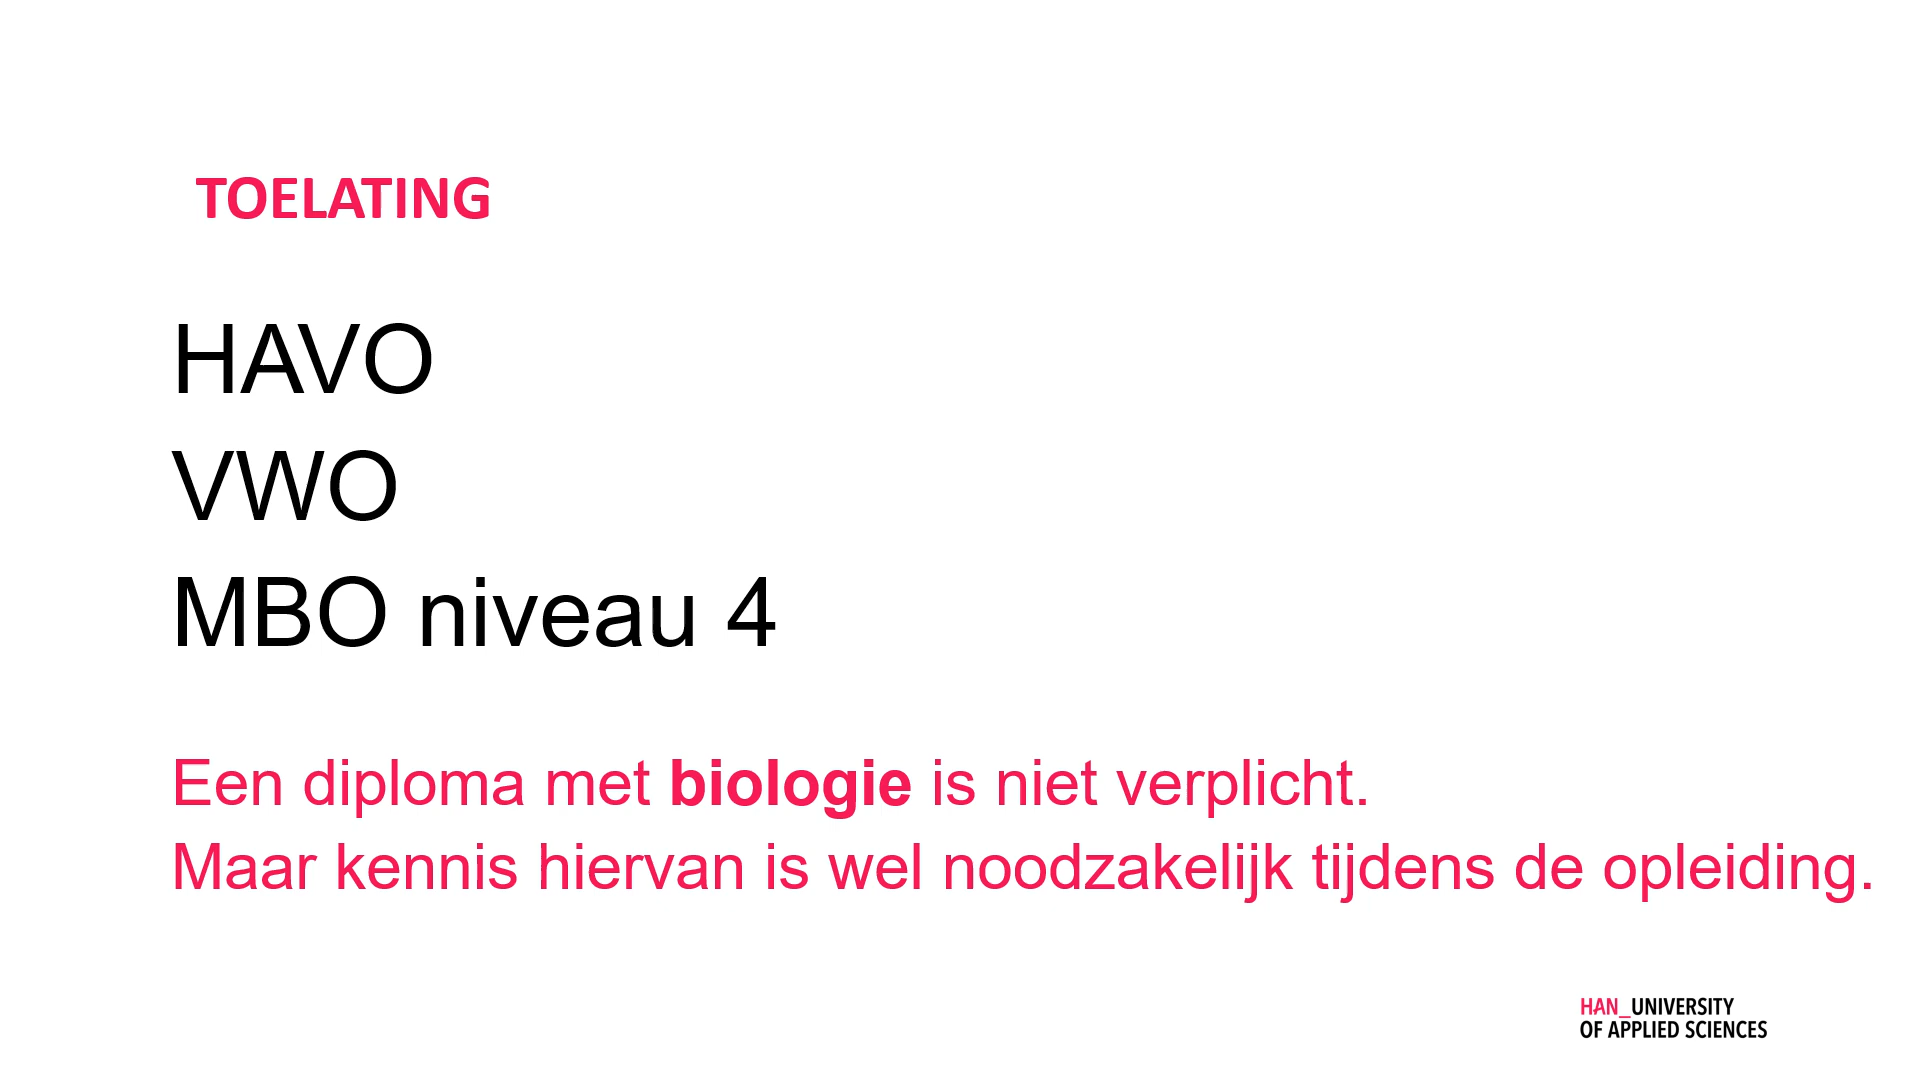 TOELATING
HAVO
VWO
MBO niveau 4
Een diploma met biologie is niet verplicht.
Maar kennis hiervan is wel noodzakelijk tijdens de opleiding.
HAN_UNIVERSITY
OF APPLIED SCIENCES